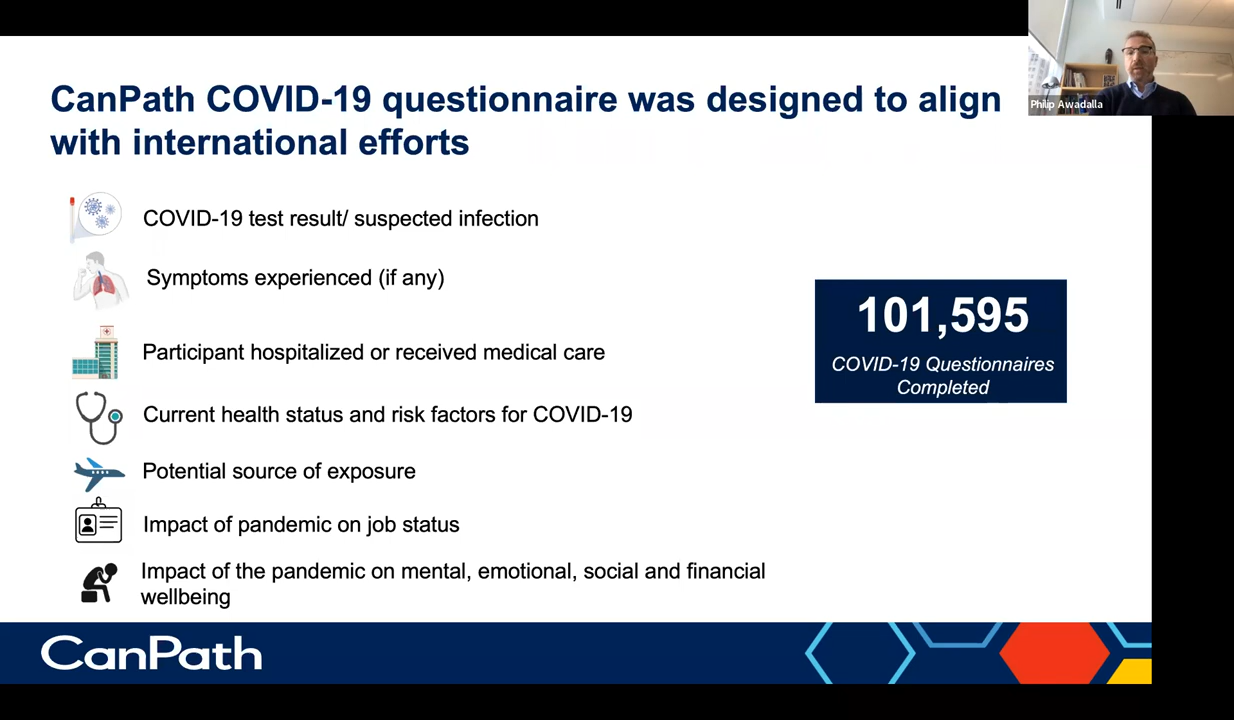 CanPath COVID-19 questionnaire was designed to align
with international efforts
Philip Awadalla
COVID-19 test result/ suspected infection
Symptoms experienced (if any)
Participant hospitalized or received medical care
Current health status and risk factors for COVID-19
Potential source of exposure
Impact of pandemic on job status
Impact of the pandemic on mental, emotional, social and financial
wellbeing
101,595
COVID-19 Questionnaires
Completed
CanPath